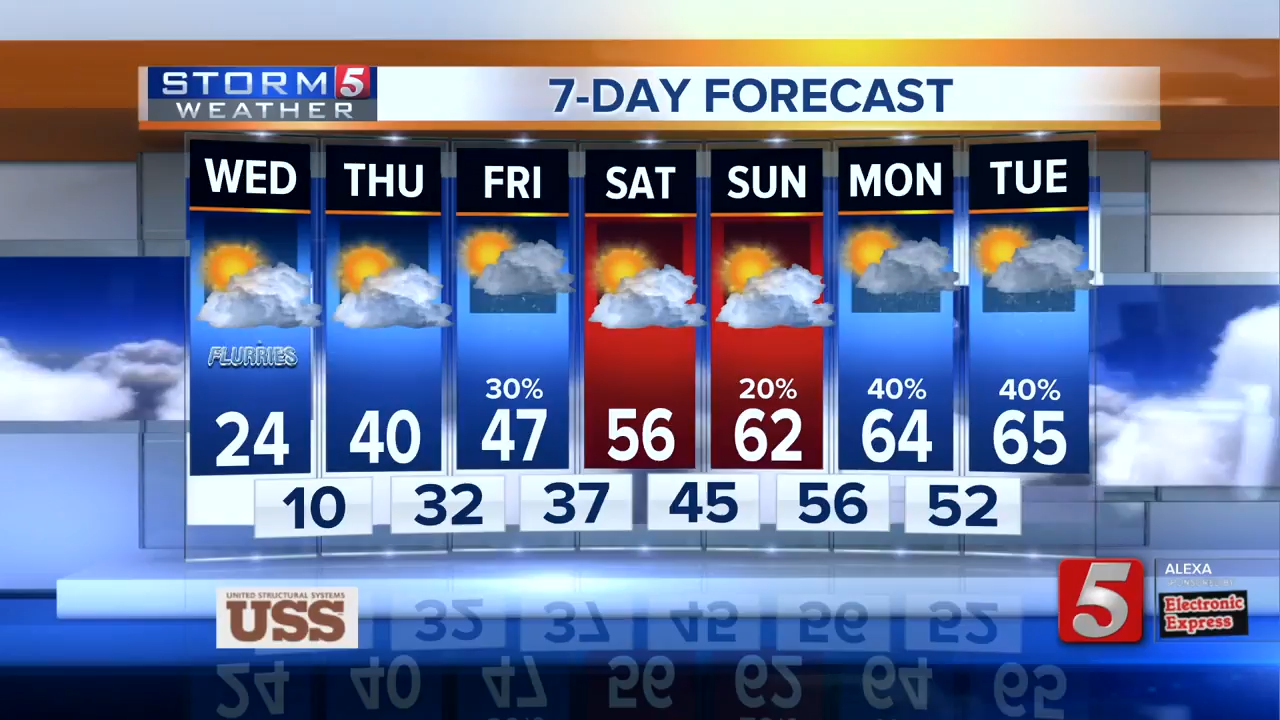 STORM 5
WEATHER
7-DAY FORECAST
WED THU FRI SAT SUN MON TUE
FLURRIES
30% 20% 40% 40%
24 40 47 56 62 64 65
10 32 37 45 56 52
UNITED STRUCTURAL SYSTEMS
USS
5
ALEXA
SPONSORED BY
Electronic
Express